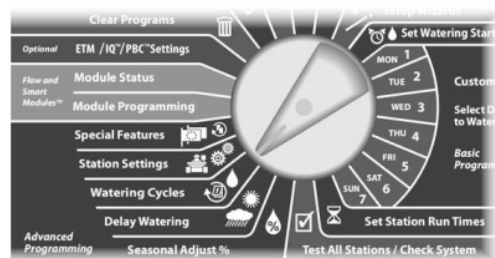 Clear Programs
Setup Wizards
Optional ETM /IQ™/PBC™Settings
Set Watering Start
Flow and
Smart
Modules™
Module Status
Module Programming
Special Features
Station Settings
Watering Cycles
Delay Watering
Advanced
Programming
Seasonal Adjust %
%
MON 1
TUE 2
WED 3
THU 4
FRI 5
SAT 6
SUN 7
Select D
to Water
Basic
Set Station Run Times
Test All Stations / Check System